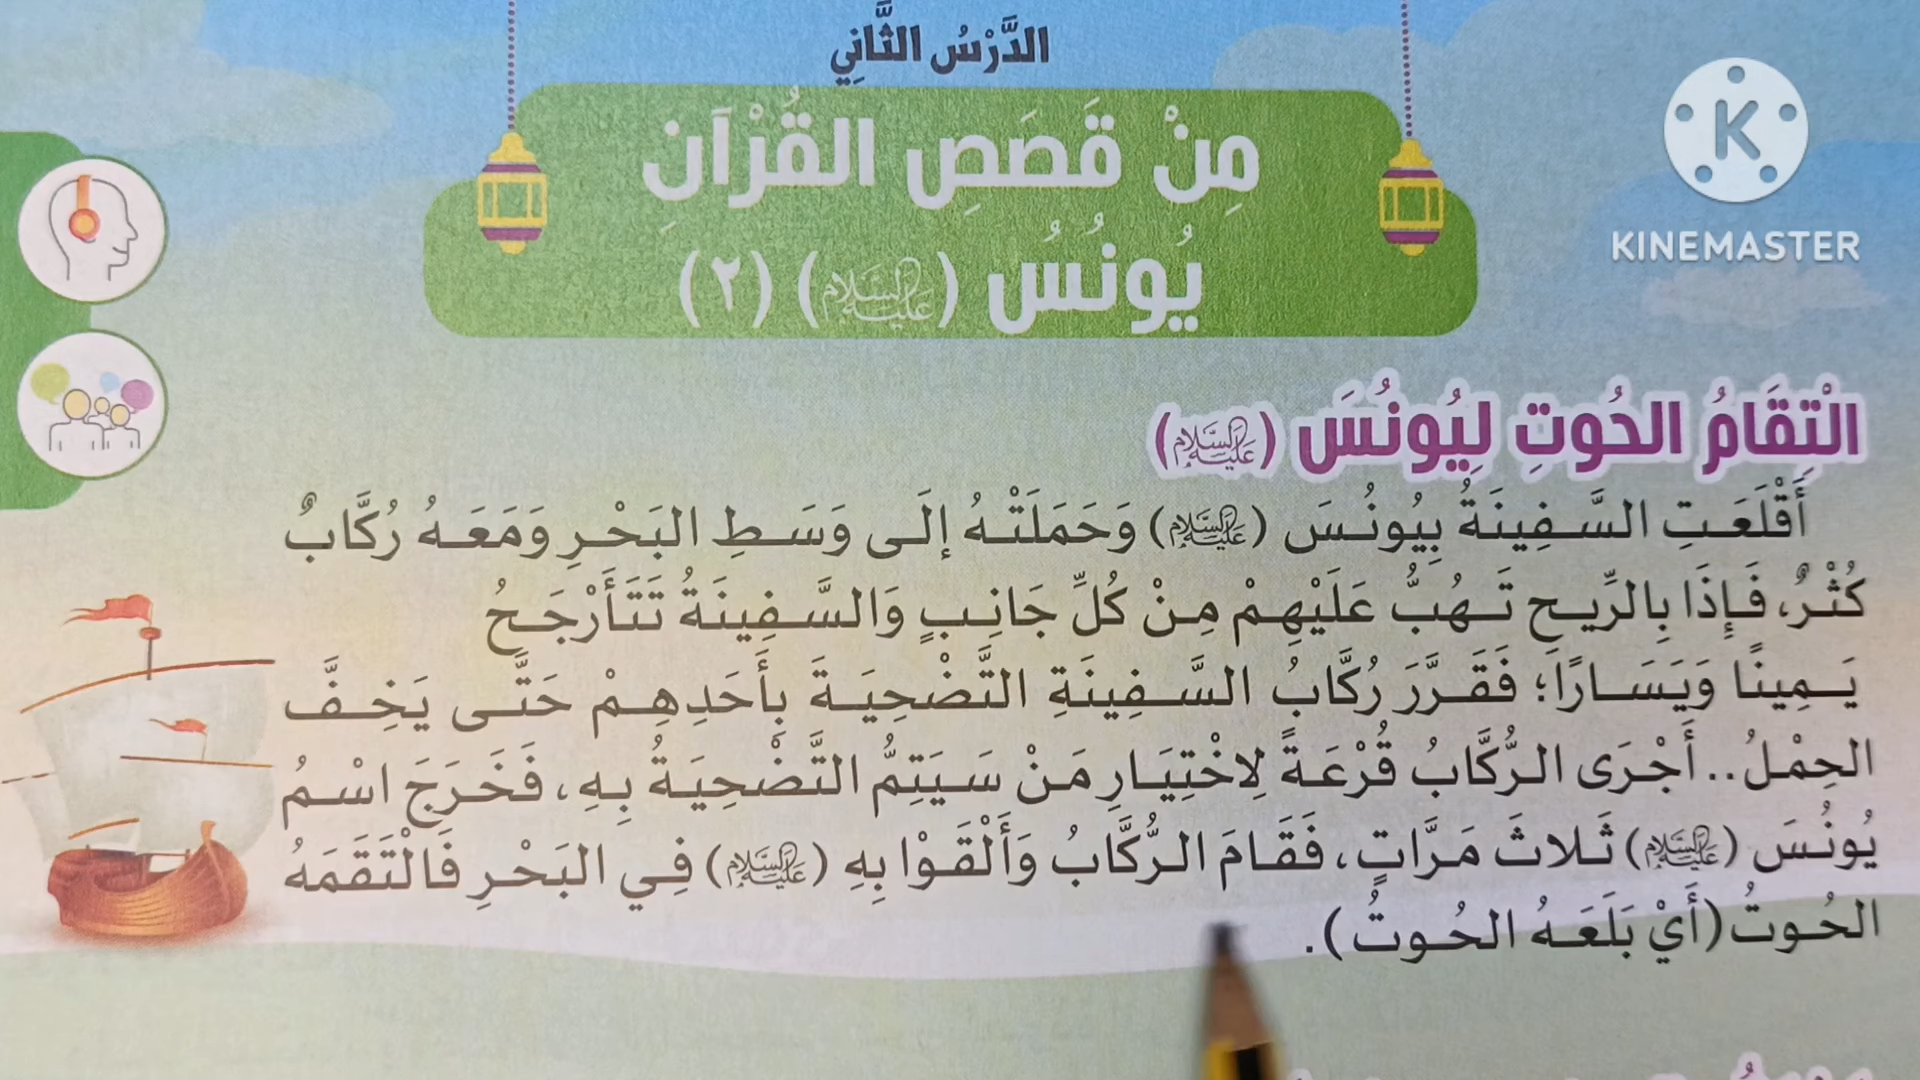 الدَّرْسُ الثَّانِي
مِنْ قَصَصِ القُرْآنِ
يُونُسُ (عليه السلام) (٢)
KINEMASTER
الْتِقَامُ الحُوتِ لِيُونُسَ (عليه السلام)
أَقْلَعَتِ السَّفِينَةُ بِيُونُسَ (عليه السلام) وَحَمَلَتْهُ إلَى وَسَطِ البَحْرِ وَمَعَهُ رُكَّابٌ
كُثْرٌ، فَإِذَا بِالرِّيحِ تَهُبُّ عَلَيْهِمْ مِنْ كُلِّ جَانِبٍ وَالسَّفِينَةُ تَتَأَرْجَحُ
يَمِينًا وَيَسَارًا؛ فَقَرَّرَ رُكَّابُ السَّفِينَةِ التَّضْحِيَةَ بِأَحَدِهِمْ حَتَّى يَخِفَّ
الحِمْلُ.. أَجْرَى الرُّكَّابُ قُرْعَةً لِاخْتِيَارِ مَنْ سَيَتِمُّ التَّضْحِيَةُ بِهِ، فَخَرَجَ اسْمُ
يُونُسَ (عليه السلام) ثَلاثَ مَرَّاتٍ، فَقَامَ الرُّكَّابُ وَأَلْقَوْا بِهِ (عليه السلام) فِي البَحْرِ فَالْتَقَمَهُ
الحُوتُ (أَيْ بَلَعَهُ الحُوتُ).